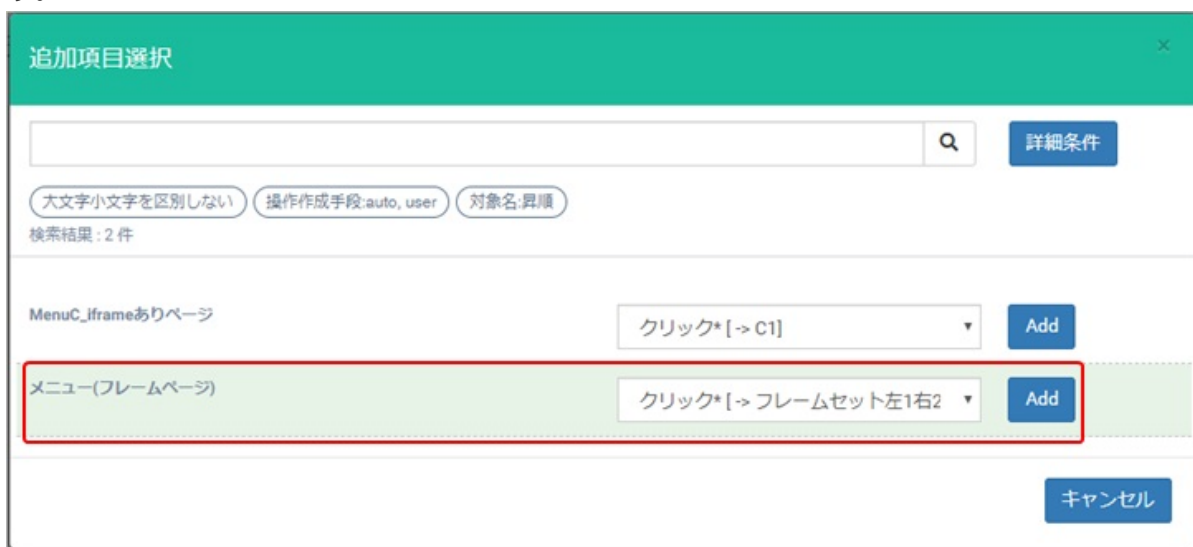 追加項目選択
×
詳細条件
大文字小文字を区別しない 操作作成手段:auto, user 対象名:昇順
検索結果 : 2 件
MenuC_iframeありページ クリック* [ -> C1] Add
メニュー(フレームページ) クリック* [ -> フレームセット左1右2 Add
キャンセル